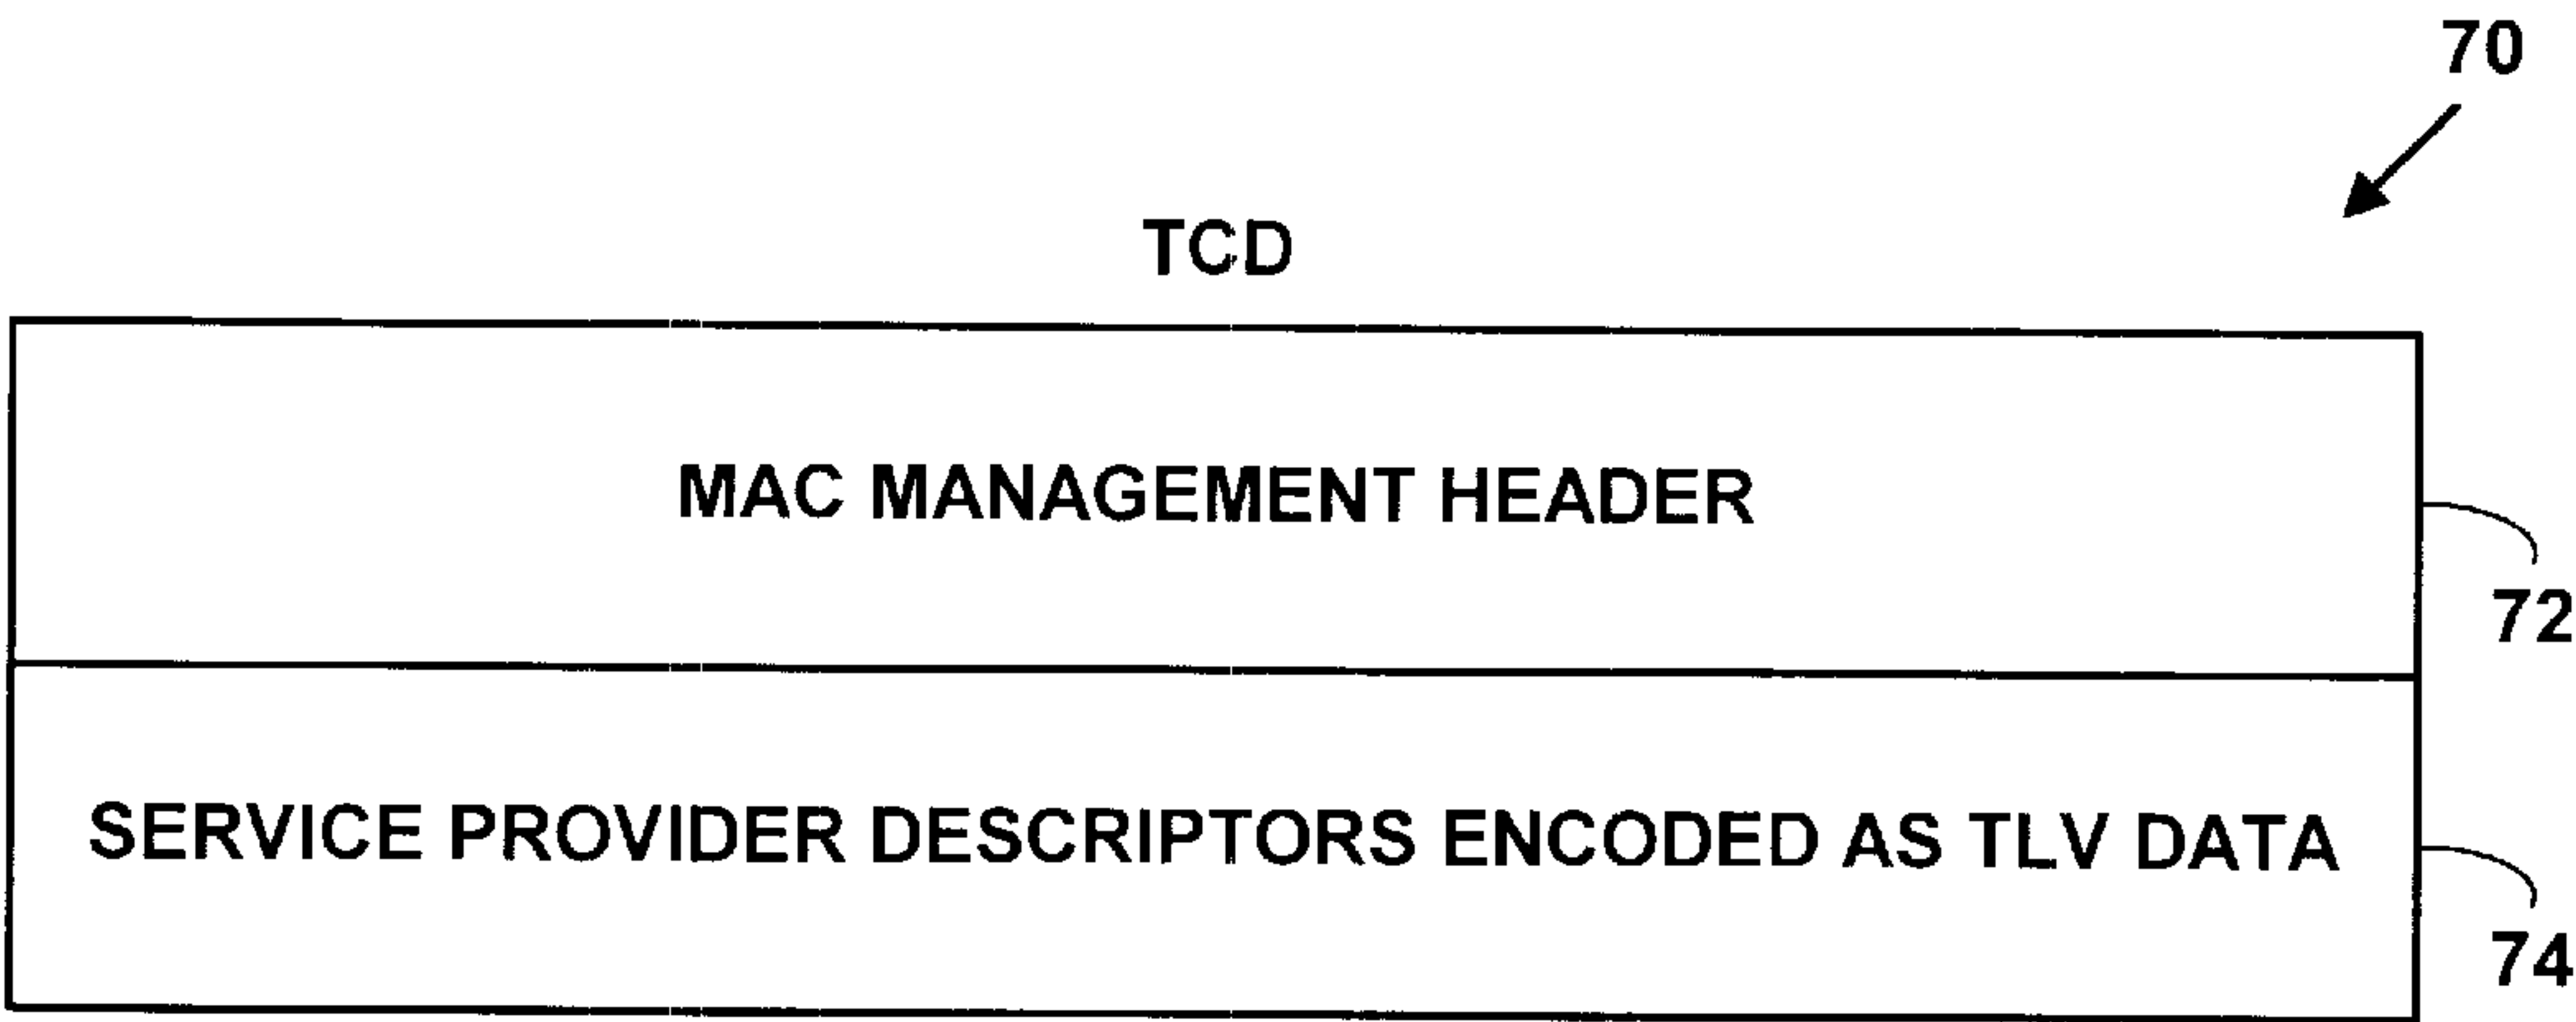 70
TCD
MAC MANAGEMENT HEADER
72
SERVICE PROVIDER DESCRIPTORS ENCODED AS TLV DATA
74